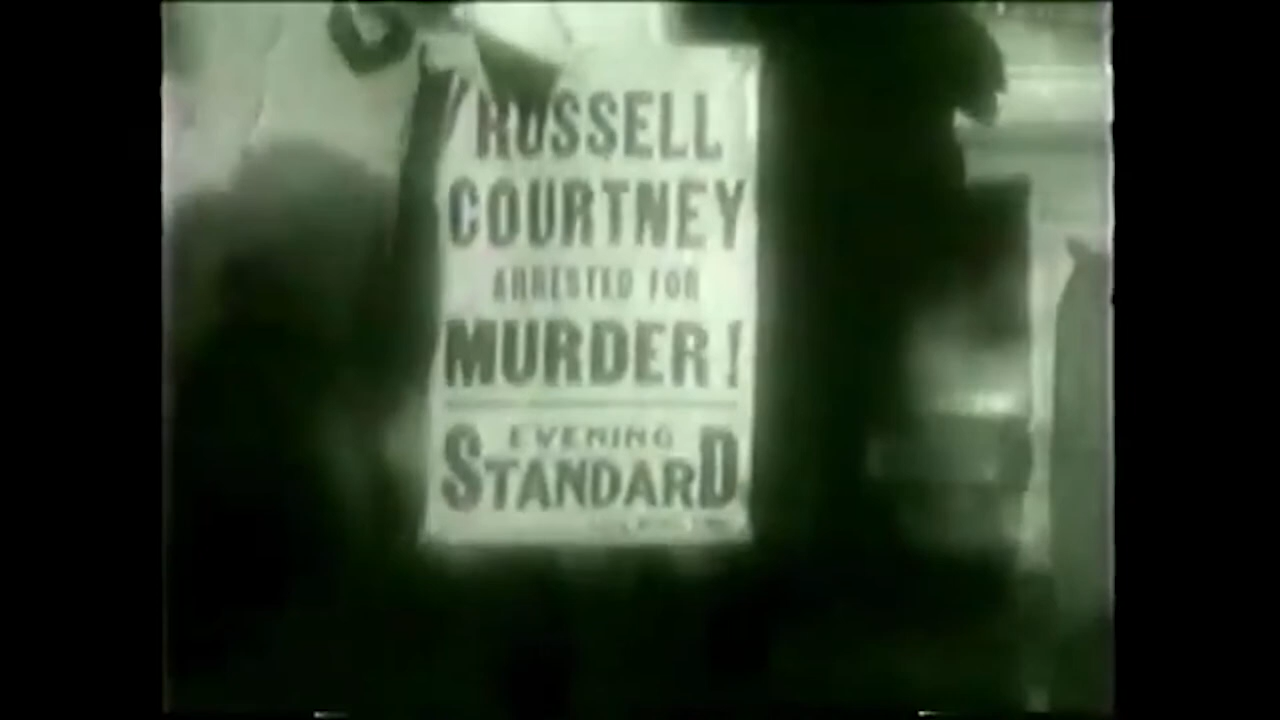 RUSSELL
COURTNEY
ARRESTED FOR
MURDER!
EVENING
STANDARD